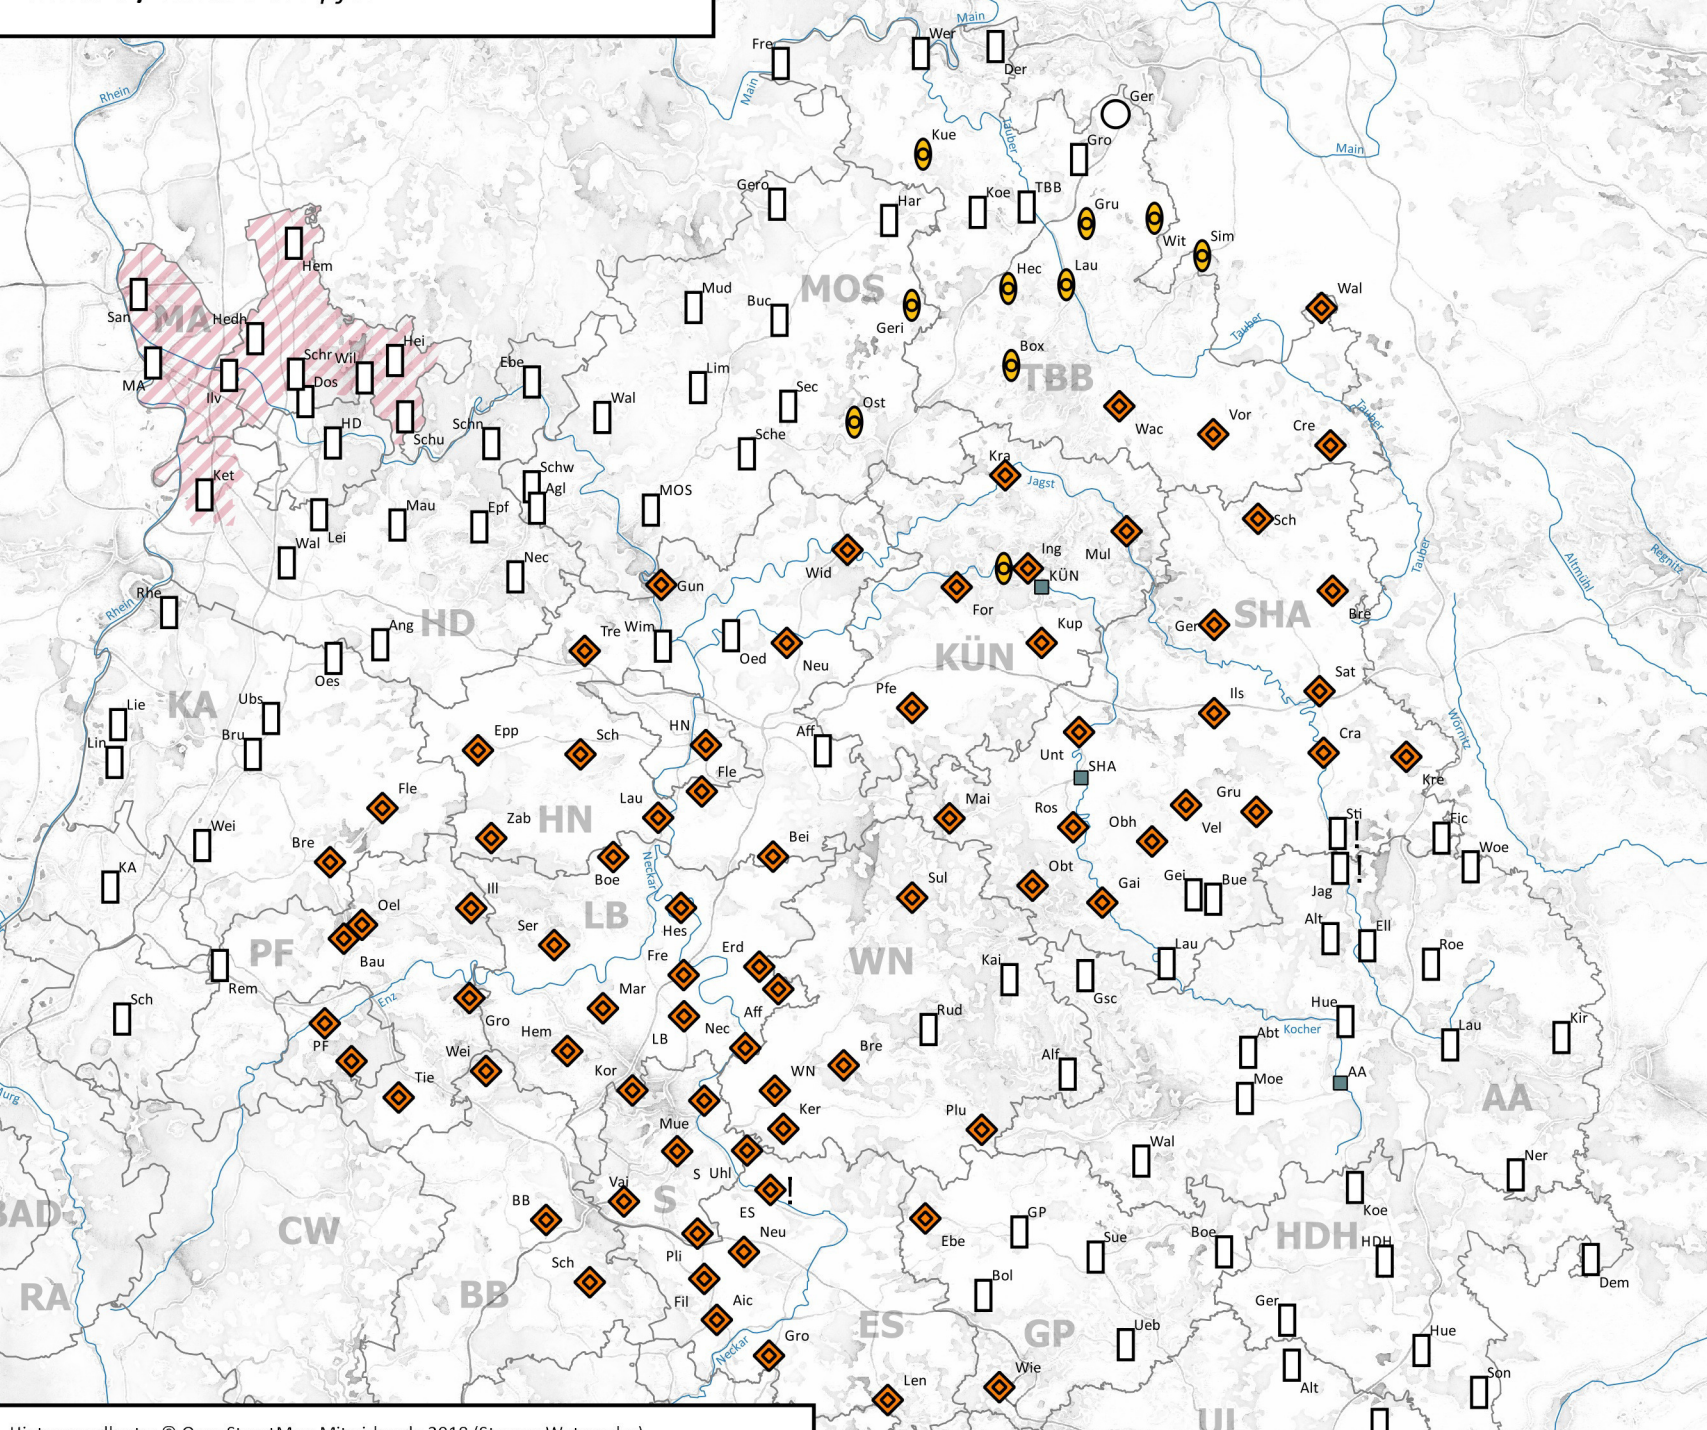 Main
Wer
Fre
Der
Main
Rhein
Ger
Tauber
Kue
Gro
Main
Gero
Koe
TBB
Har
Gru
Wit
Sim
Hem
Hec
Lau
Mud
MOS
Buc
Wal
San
MA
Hedh
Geri
Tauber
Hei
Schr
Wil
Box
Ebe
MA
Dos
Lim
TBB
Ilv
Sec
Wal
Ost
Tauber
HD
Schn
Schu
Sche
Wac
Vor
Cre
Kra
Schw
Ket
Agl
MOS
Jagst
Mau
Epf
Sch
Lei
Wal
Ing
Mul
Tauber
Nec
Wid
KÜN
Altmühl
Regnitz
Rhe
Gun
Rhein
HD
For
SHA
Bre
Ang
Tre
Wim
Kup
Ger
Oed
Neu
KÜN
Oes
Sat
Pfe
Ils
KA
Lie
Ubs
HN
Lin
Bru
Epp
Sch
Aff
Cra
Wörnitz
Unt
SHA
Fle
Kre
Fle
Lau
Mai
Ros
Gru
Zab
HN
Obh
Vel
Sti
!
Fic
Wei
Bre
Bei
Woe
KA
Boe
Neckar
Obt
Gai
Gei
Bue
Jag
!
Ill
Sul
Oel
LB
Ser
Hes
Alt
Ell
PF
Erd
WN
Lau
Roe
Bau
Fre
Kai
Rem
Mar
Gsc
Sch
Enz
Gro
Aff
Rud
Hue
Kir
Hem
LB
Nec
Kocher
Abt
Lau
PF
Wei
Bre
Alf
Kor
WN
AA
Tie
Moe
Murg
Ker
Plu
AA
Mue
Wal
Ner
S
Uhl
Vai
!
BAD
BB
S
ES
Koe
GP
CW
Neu
Ebe
Sue
Boe
HDH
HDH
Pli
Sch
Bol
Dem
RA
BB
Fil
Aic
Ger
ES
GP
Ueb
Hue
Gro
Neckar
Wie
Len
Alt
Son